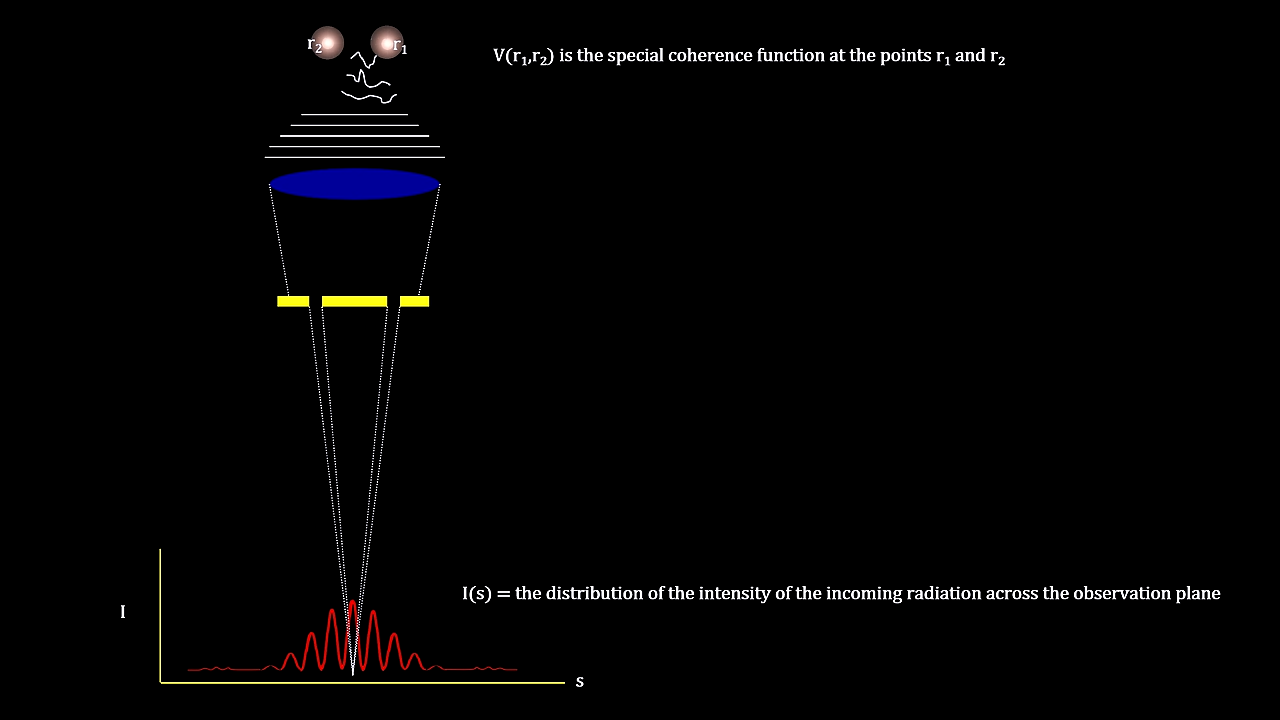 r₂ r₁
V(r₁,r₂) is the special coherence function at the points r₁ and r₂
I(s) = the distribution of the intensity of the incoming radiation across the observation plane
I
s